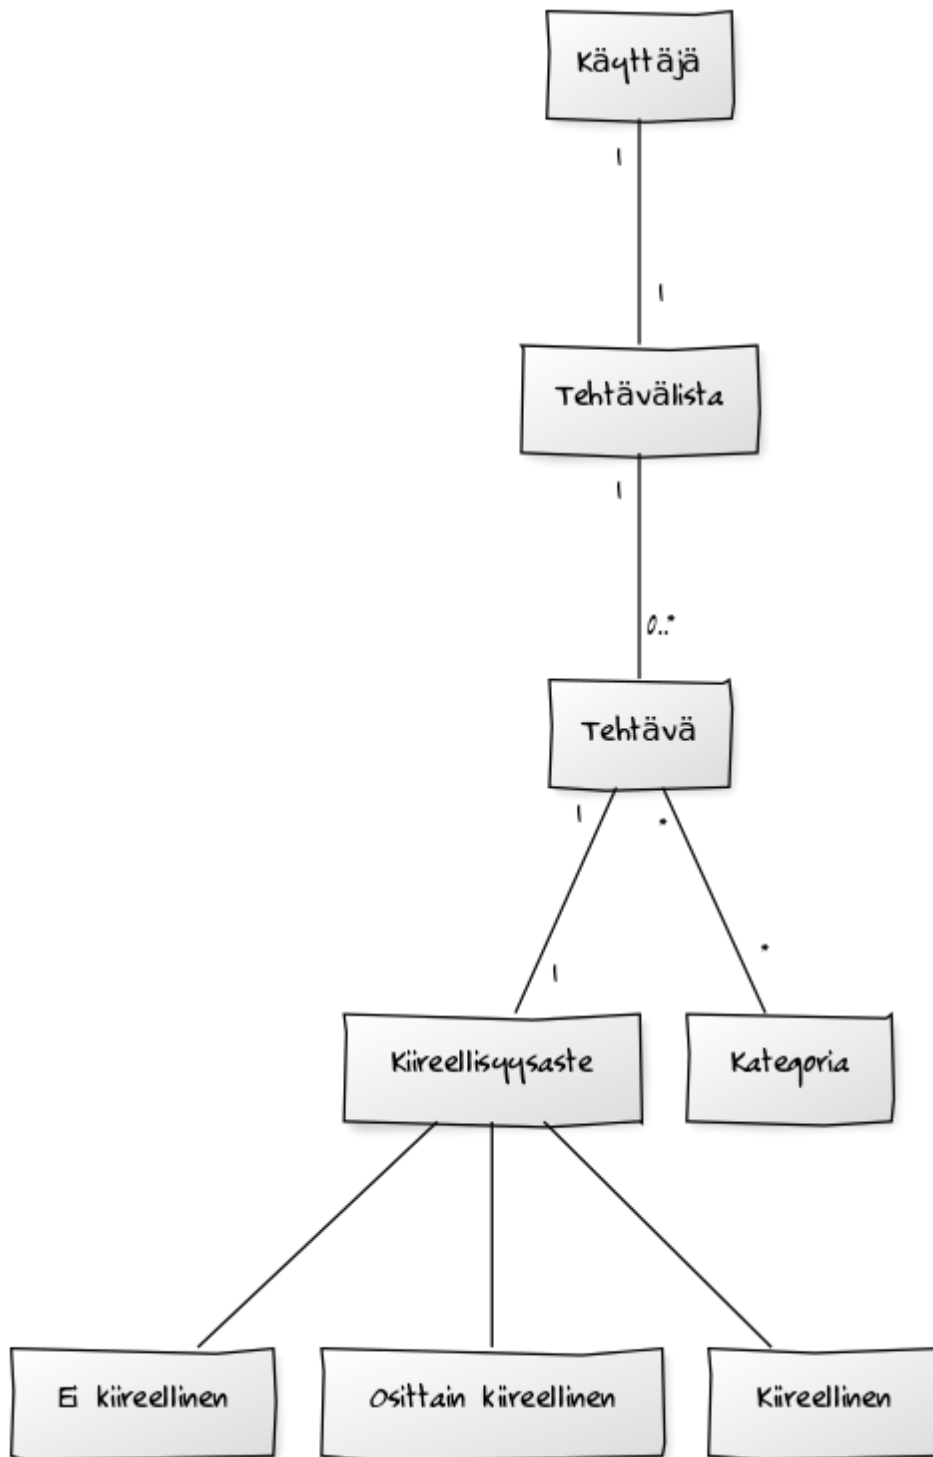 Käyttäjä
1
1
Tehtävälista
1
0..*
Tehtävä
1
*
*
1
Kiireellisyysaste
Kategoria
Ei kiireellinen
Osittain kiireellinen
Kiireellinen